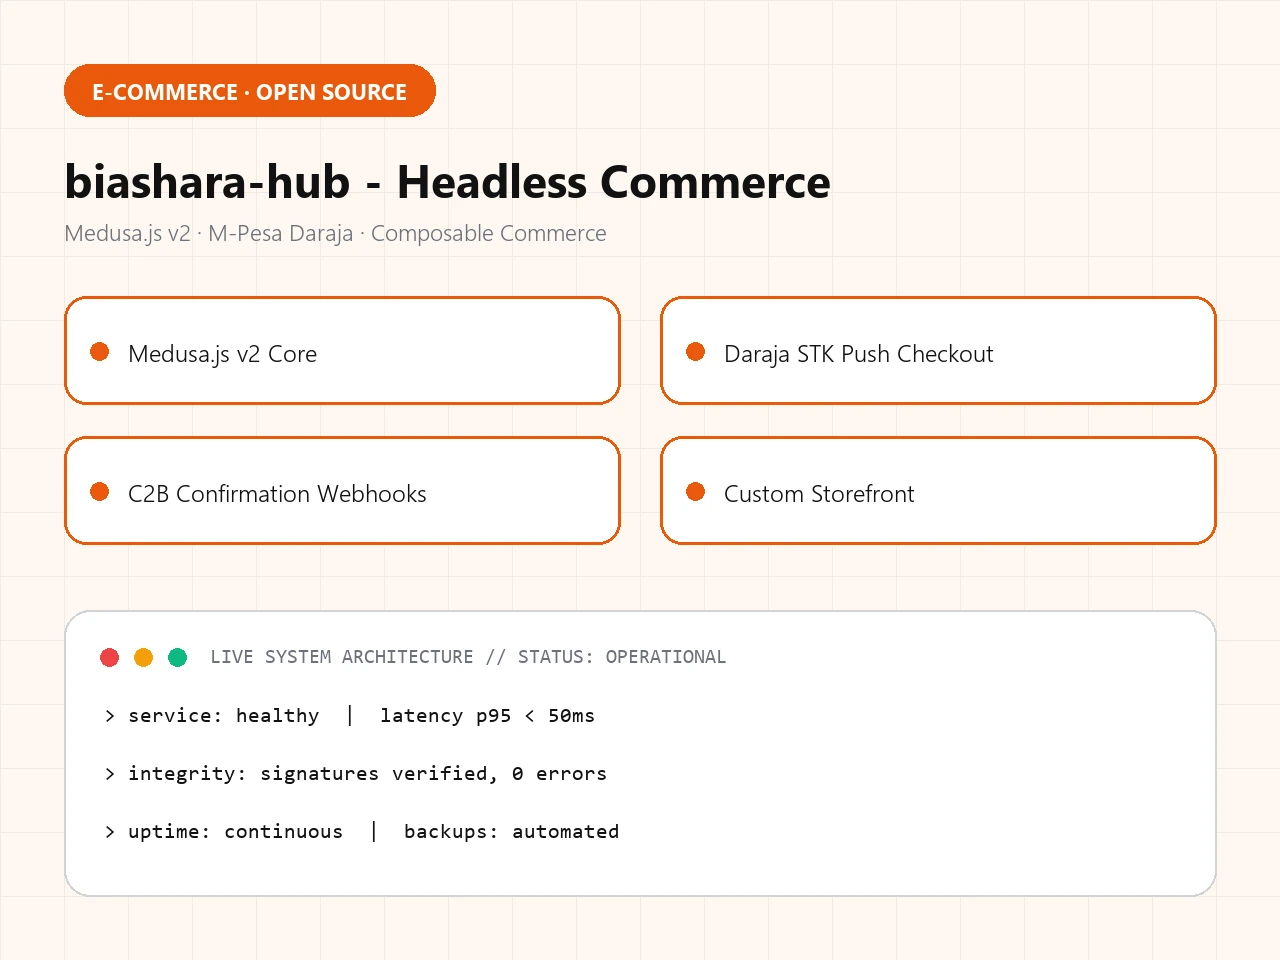 E-COMMERCE · OPEN SOURCE
biashara-hub - Headless Commerce
Medusa.js v2 · M-Pesa Daraja · Composable Commerce
Medusa.js v2 Core
Daraja STK Push Checkout
C2B Confirmation Webhooks
Custom Storefront
LIVE SYSTEM ARCHITECTURE // STATUS: OPERATIONAL
> service: healthy | latency p95 < 50ms
> integrity: signatures verified, 0 errors
> uptime: continuous | backups: automated